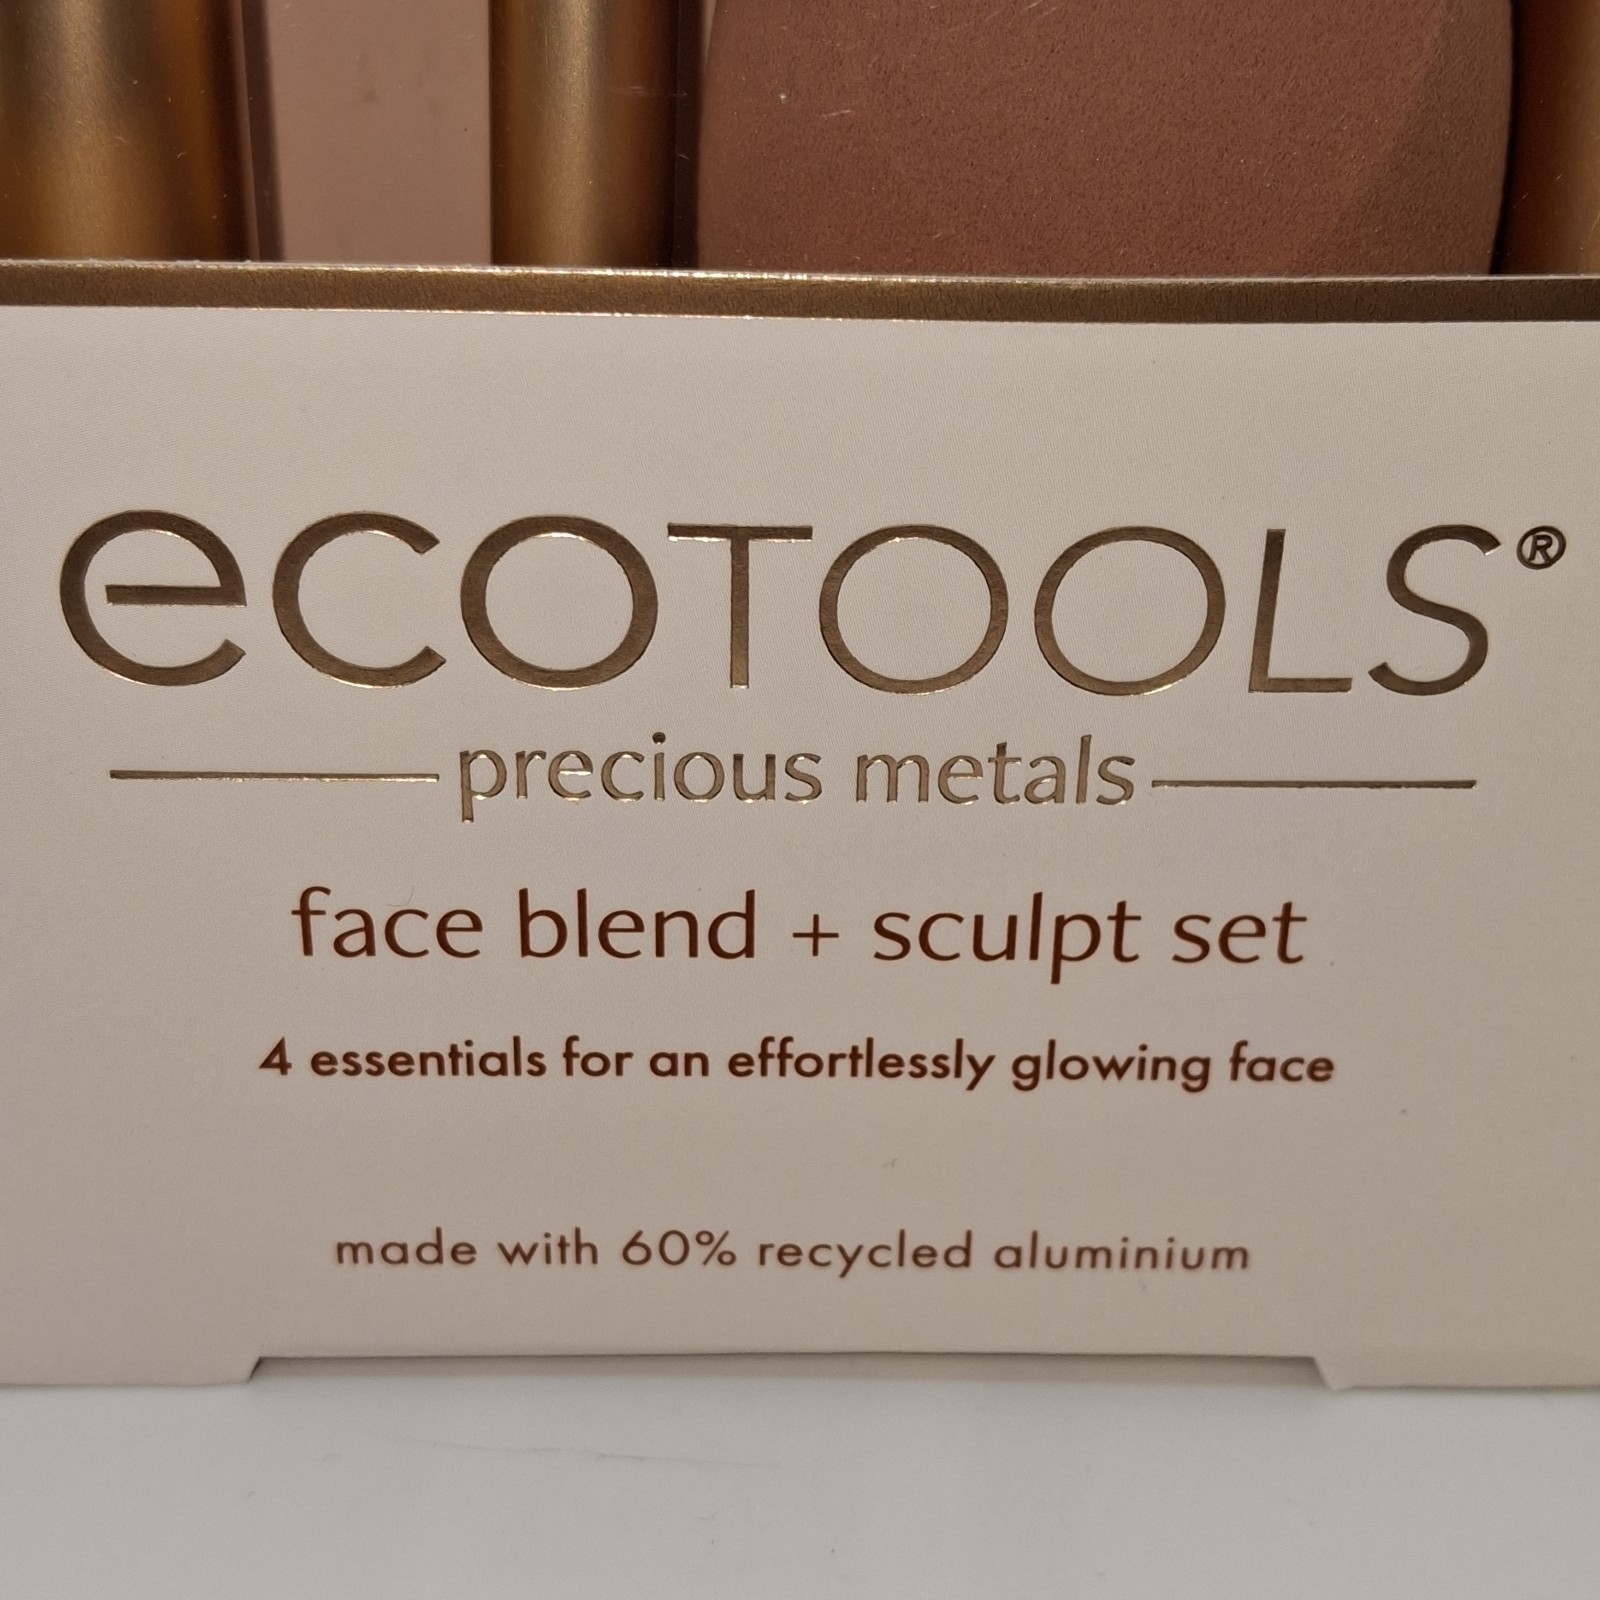 ecoTOOLS®
precious metals
face blend + sculpt set
4 essentials for an effortlessly glowing face
made with 60% recycled aluminium